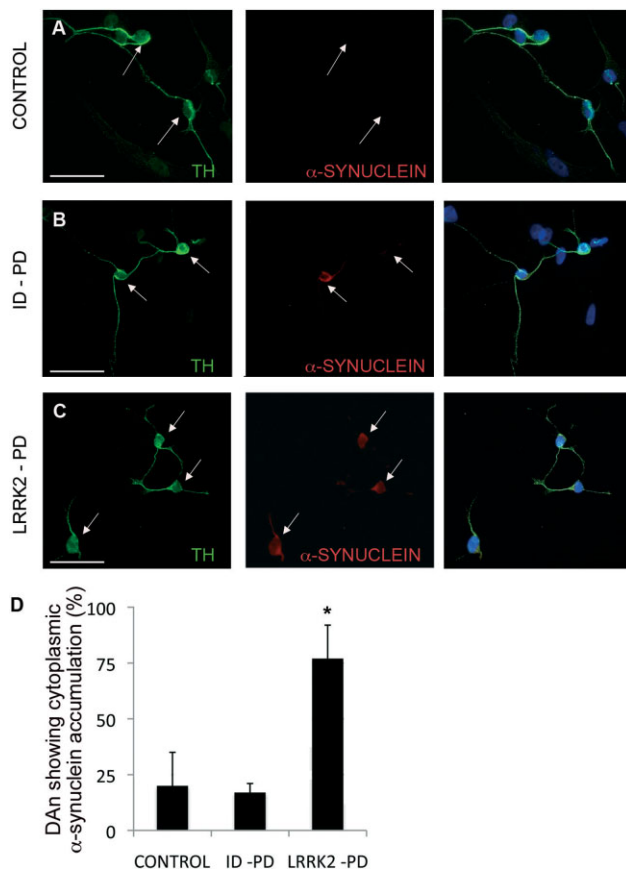 A
CONTROL
TH
α-SYNUCLEIN
B
ID - PD
TH
α-SYNUCLEIN
C
LRRK2 - PD
TH
α-SYNUCLEIN
D
DAn showing cytoplasmic
α-synuclein accumulation (%)
100
75
50
25
0
*
CONTROL ID -PD LRRK2 -PD